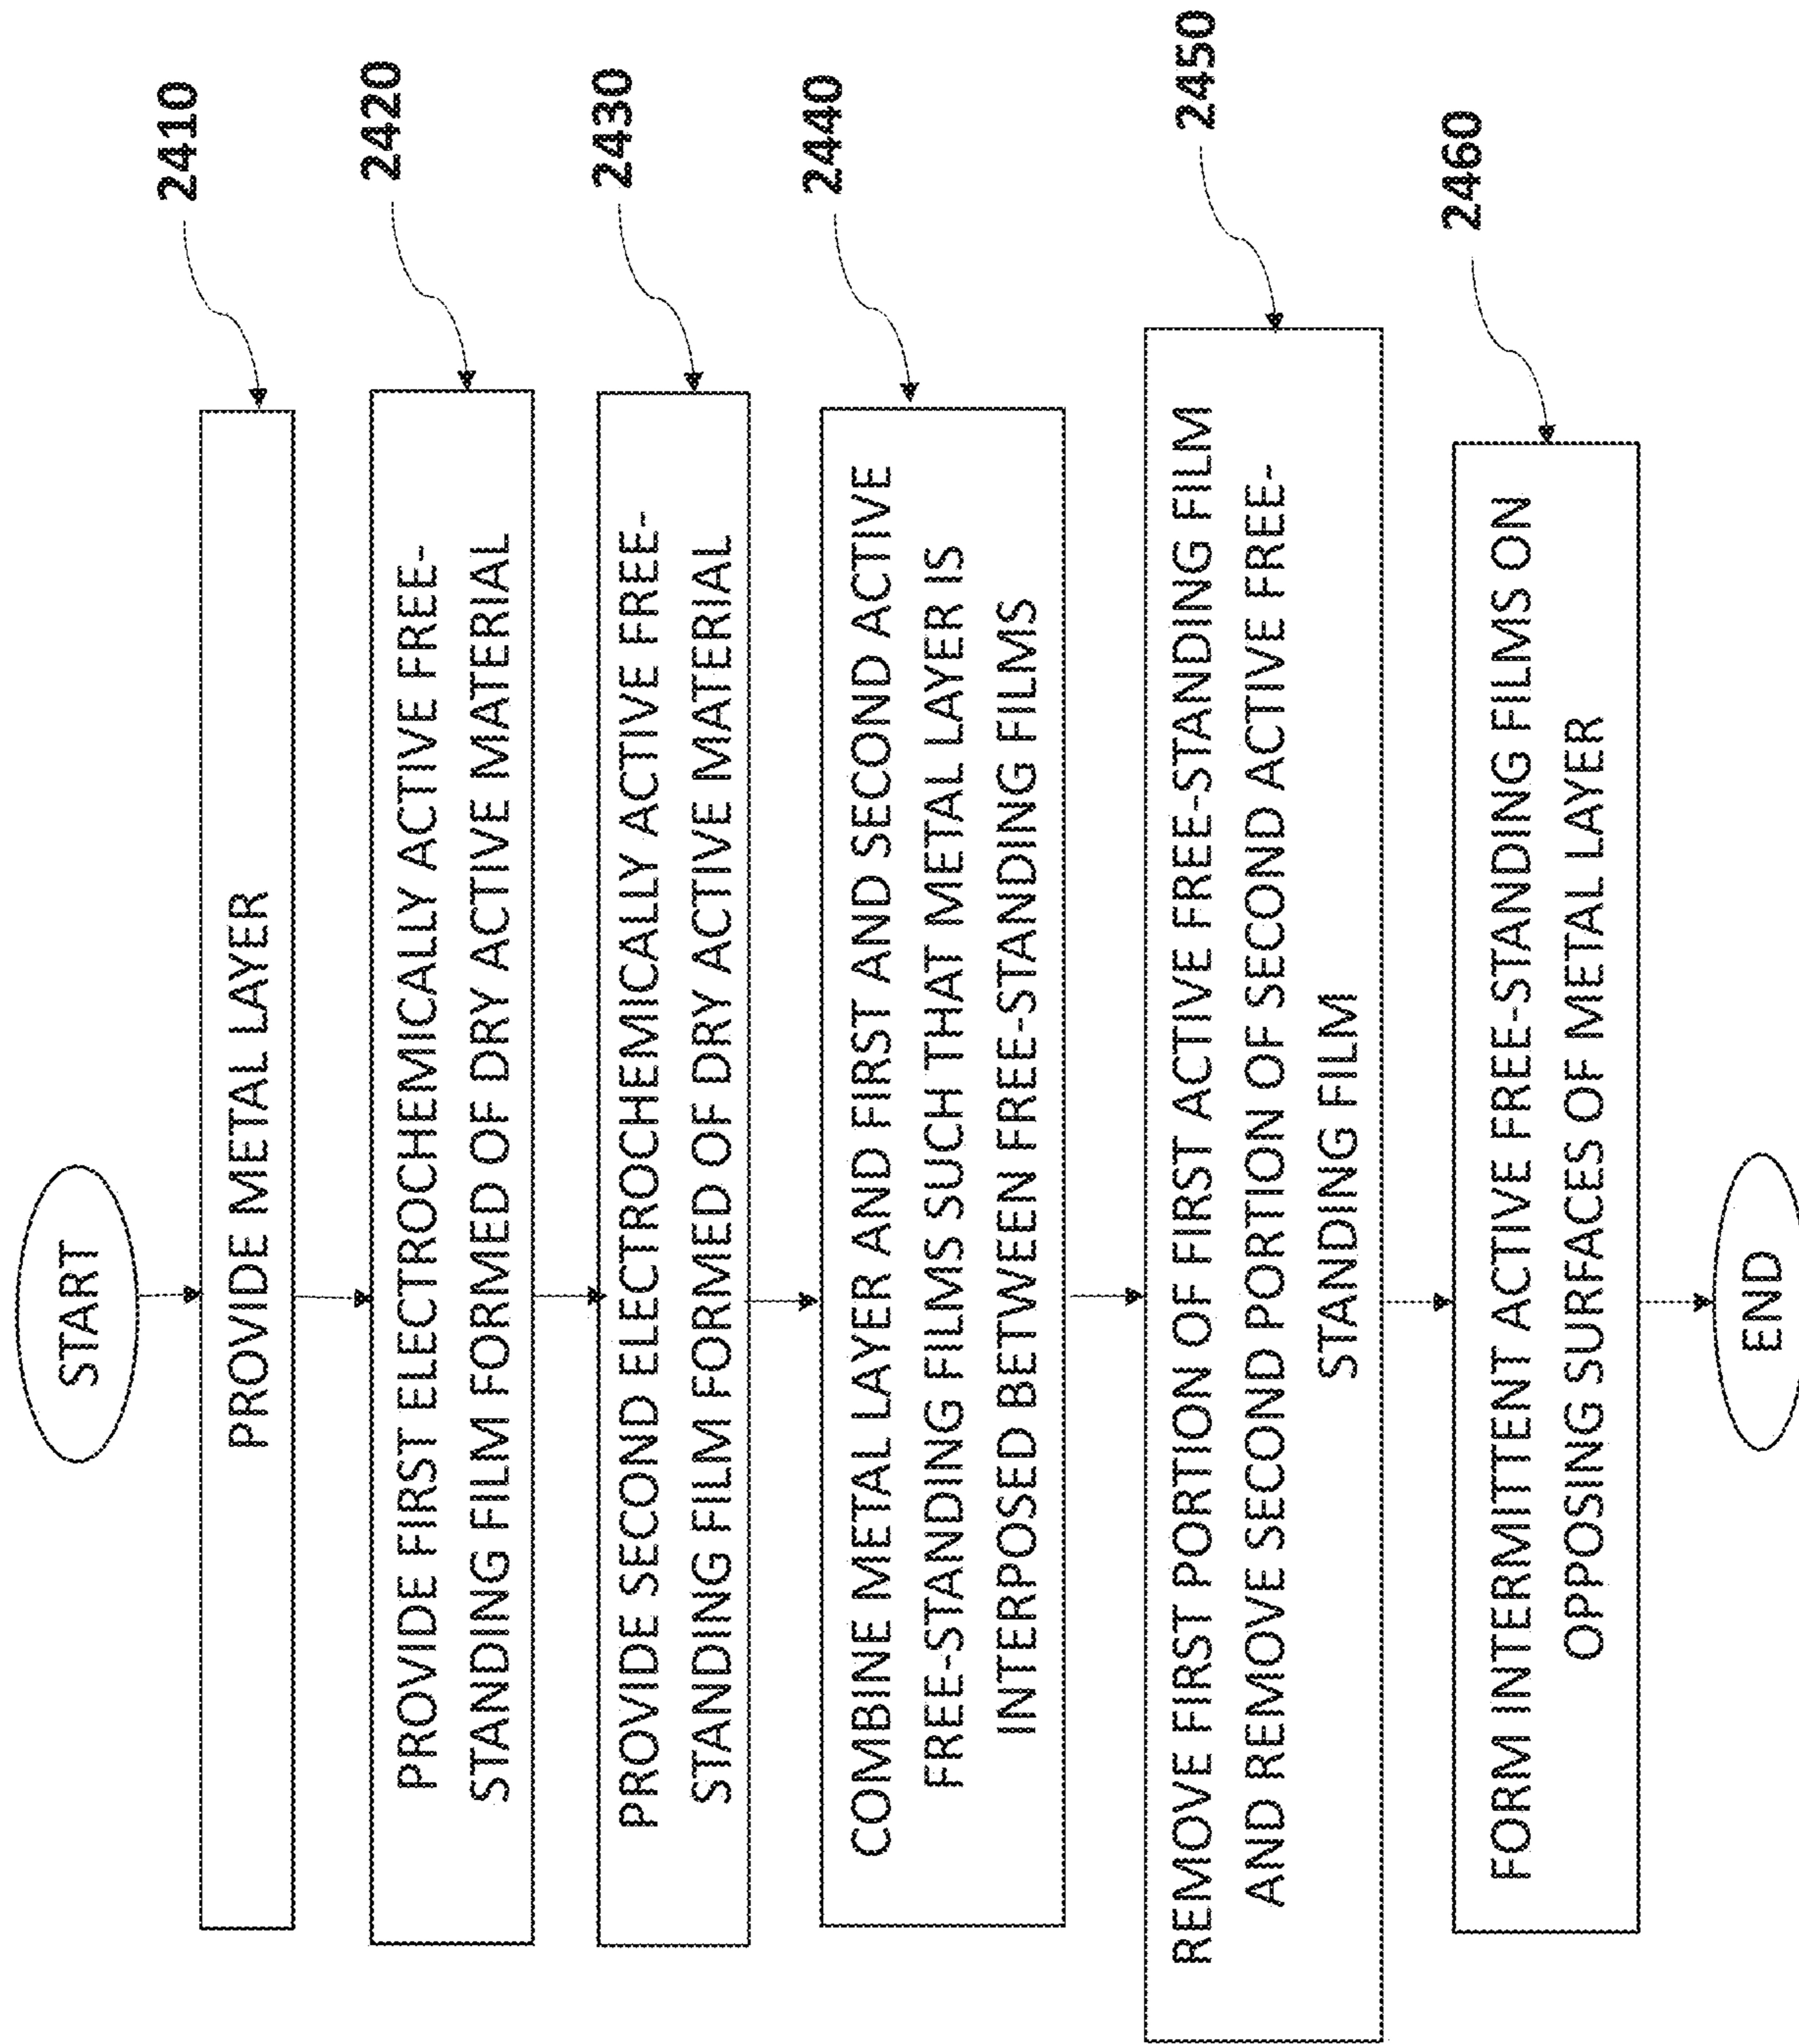 START
PROVIDE METAL LAYER
2410
PROVIDE FIRST ELECTROCHEMICALLY ACTIVE FREE-
STANDING FILM FORMED OF DRY ACTIVE MATERIAL
2420
PROVIDE SECOND ELECTROCHEMICALLY ACTIVE FREE-
STANDING FILM FORMED OF DRY ACTIVE MATERIAL
2430
COMBINE METAL LAYER AND FIRST AND SECOND ACTIVE
FREE-STANDING FILMS SUCH THAT METAL LAYER IS
INTERPOSED BETWEEN FREE-STANDING FILMS
2440
REMOVE FIRST PORTION OF FIRST ACTIVE FREE-STANDING FILM
AND REMOVE SECOND PORTION OF SECOND ACTIVE FREE-
STANDING FILM
2450
FORM INTERMITTENT ACTIVE FREE-STANDING FILMS ON
OPPOSING SURFACES OF METAL LAYER
2460
END